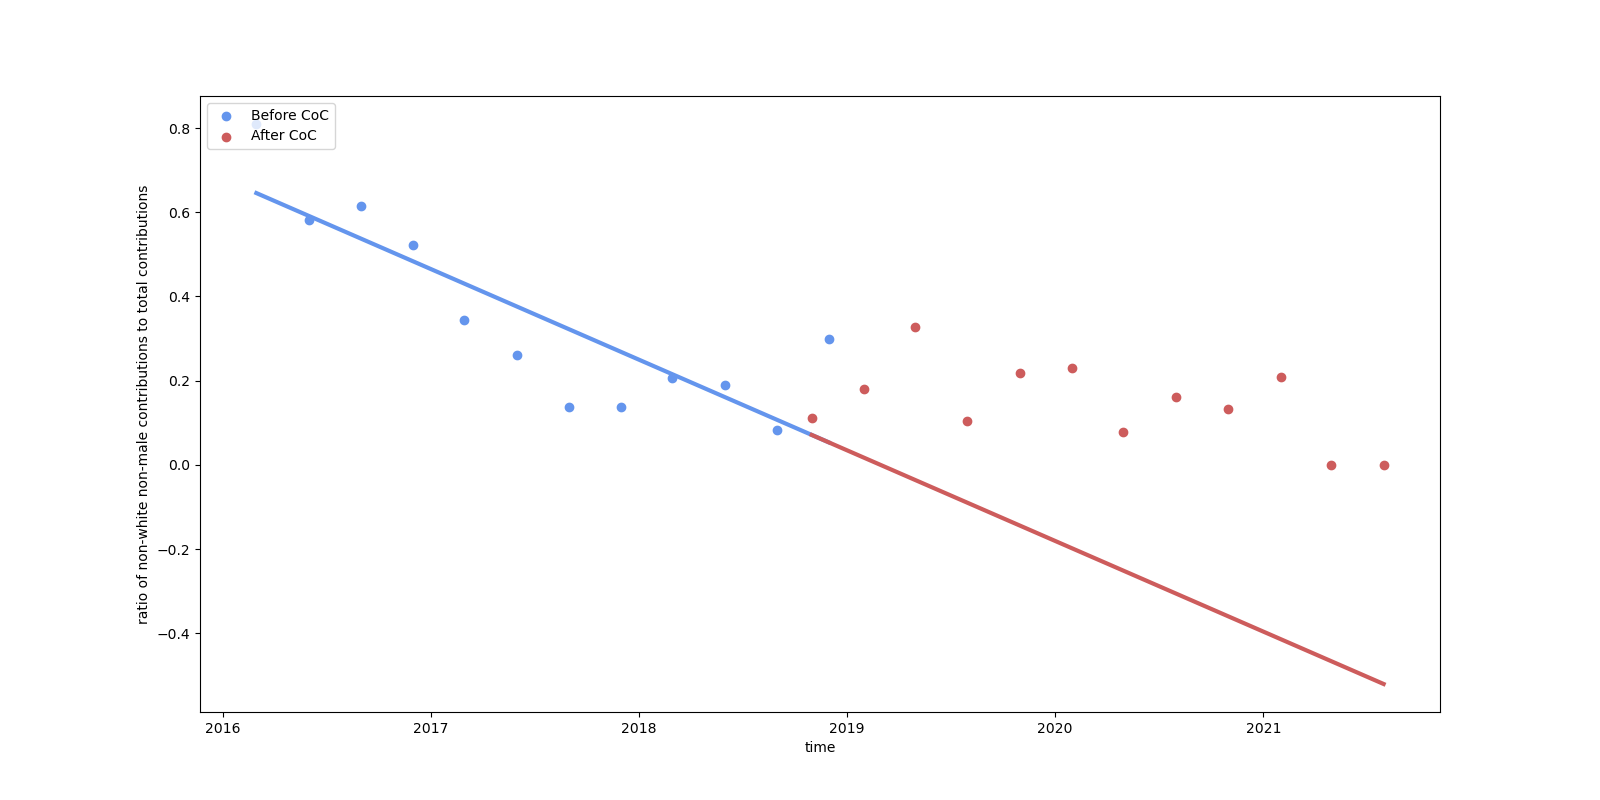 Before CoC
After CoC
ratio of non-white non-male contributions to total contributions
0.8
0.6
0.4
0.2
0.0
−0.2
−0.4
2016 2017 2018 2019 2020 2021
time